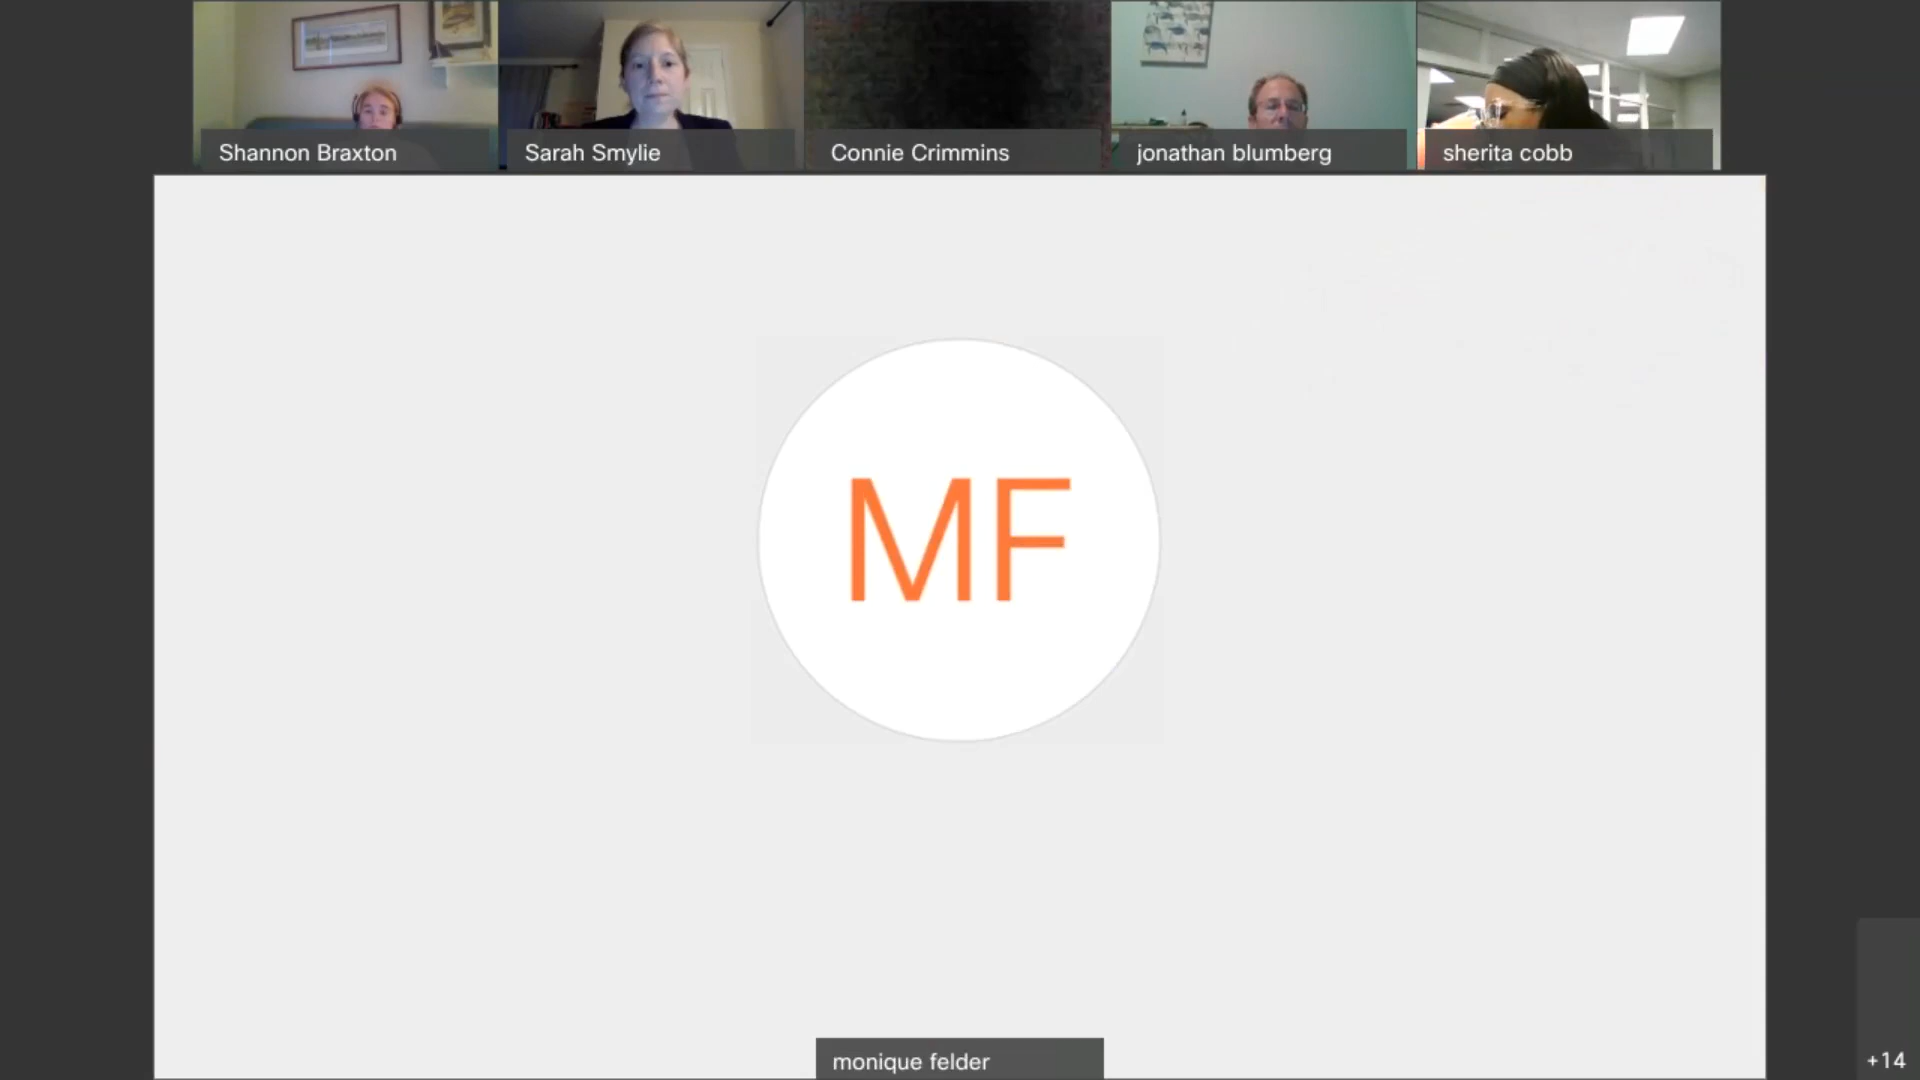 Shannon Braxton
Sarah Smylie
Connie Crimmins
jonathan blumberg
sherita cobb
MF
monique felder
+14